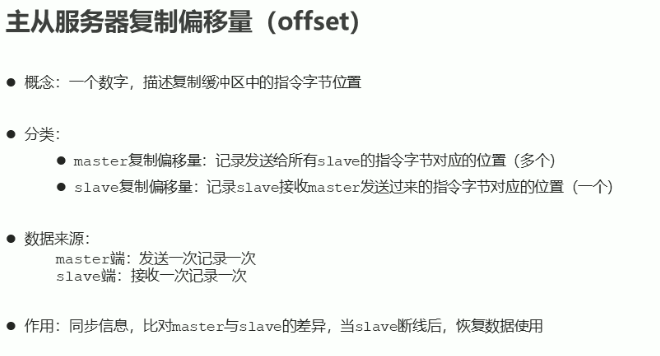 主从服务器复制偏移量（offset）
● 概念：一个数字，描述复制缓冲区中的指令字节位置
● 分类：
● master复制偏移量：记录发送给所有slave的指令字节对应的位置（多个）
● slave复制偏移量：记录slave接收master发送过来的指令字节对应的位置（一个）
● 数据来源：
master端：发送一次记录一次
slave端：接收一次记录一次
● 作用：同步信息，比对master与slave的差异，当slave断线后，恢复数据使用